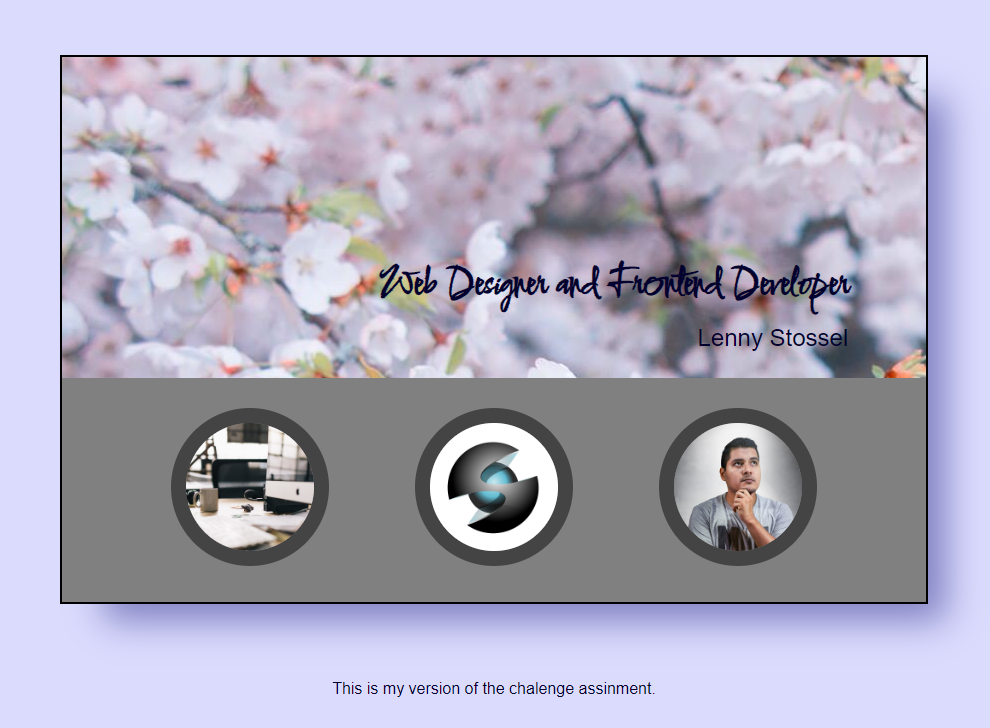 Web Designer and Frontend Developer
Lenny Stossel
This is my version of the chalenge assinment.